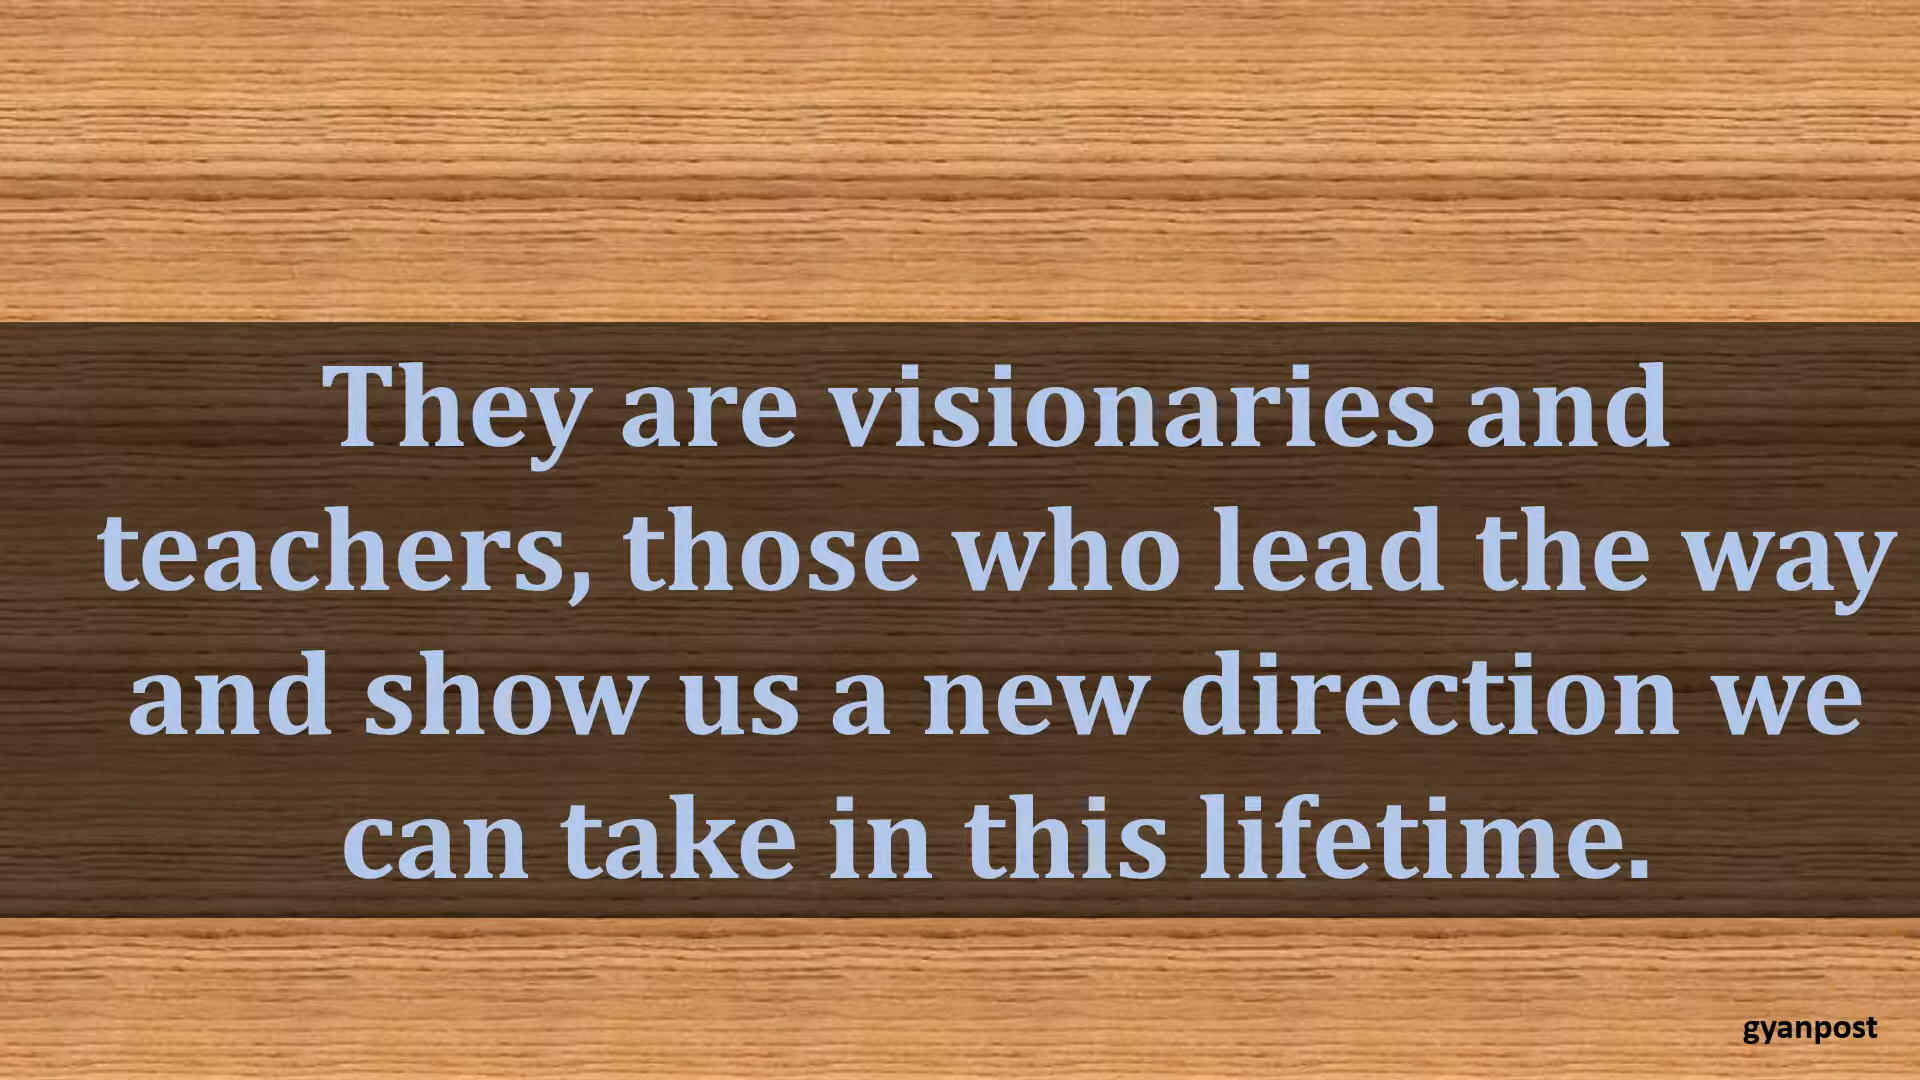 They are visionaries and
teachers, those who lead the way
and show us a new direction we
can take in this lifetime.
gyanpost